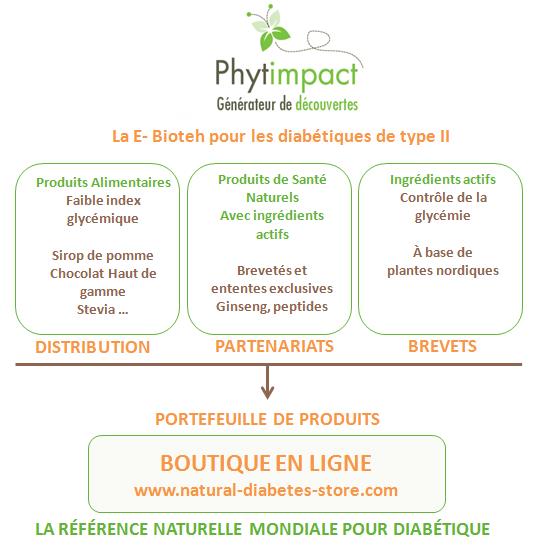 Phytimpact
Générateur de découvertes
La E- Bioteh pour les diabétiques de type II
Produits Alimentaires
Faible index
glycémique
Sirop de pomme
Chocolat Haut de
gamme
Stevia ...
DISTRIBUTION
Produits de Santé
Naturels
Avec ingrédients
actifs
Brevetés et
ententes exclusives
Ginseng, peptides
PARTENARIATS
Ingrédients actifs
Contrôle de la
glycémie
À base de
plantes nordiques
BREVETS
PORTEFEUILLE DE PRODUITS
BOUTIQUE EN LIGNE
www.natural-diabetes-store.com
LA RÉFÉRENCE NATURELLE MONDIALE POUR DIABÉTIQUE